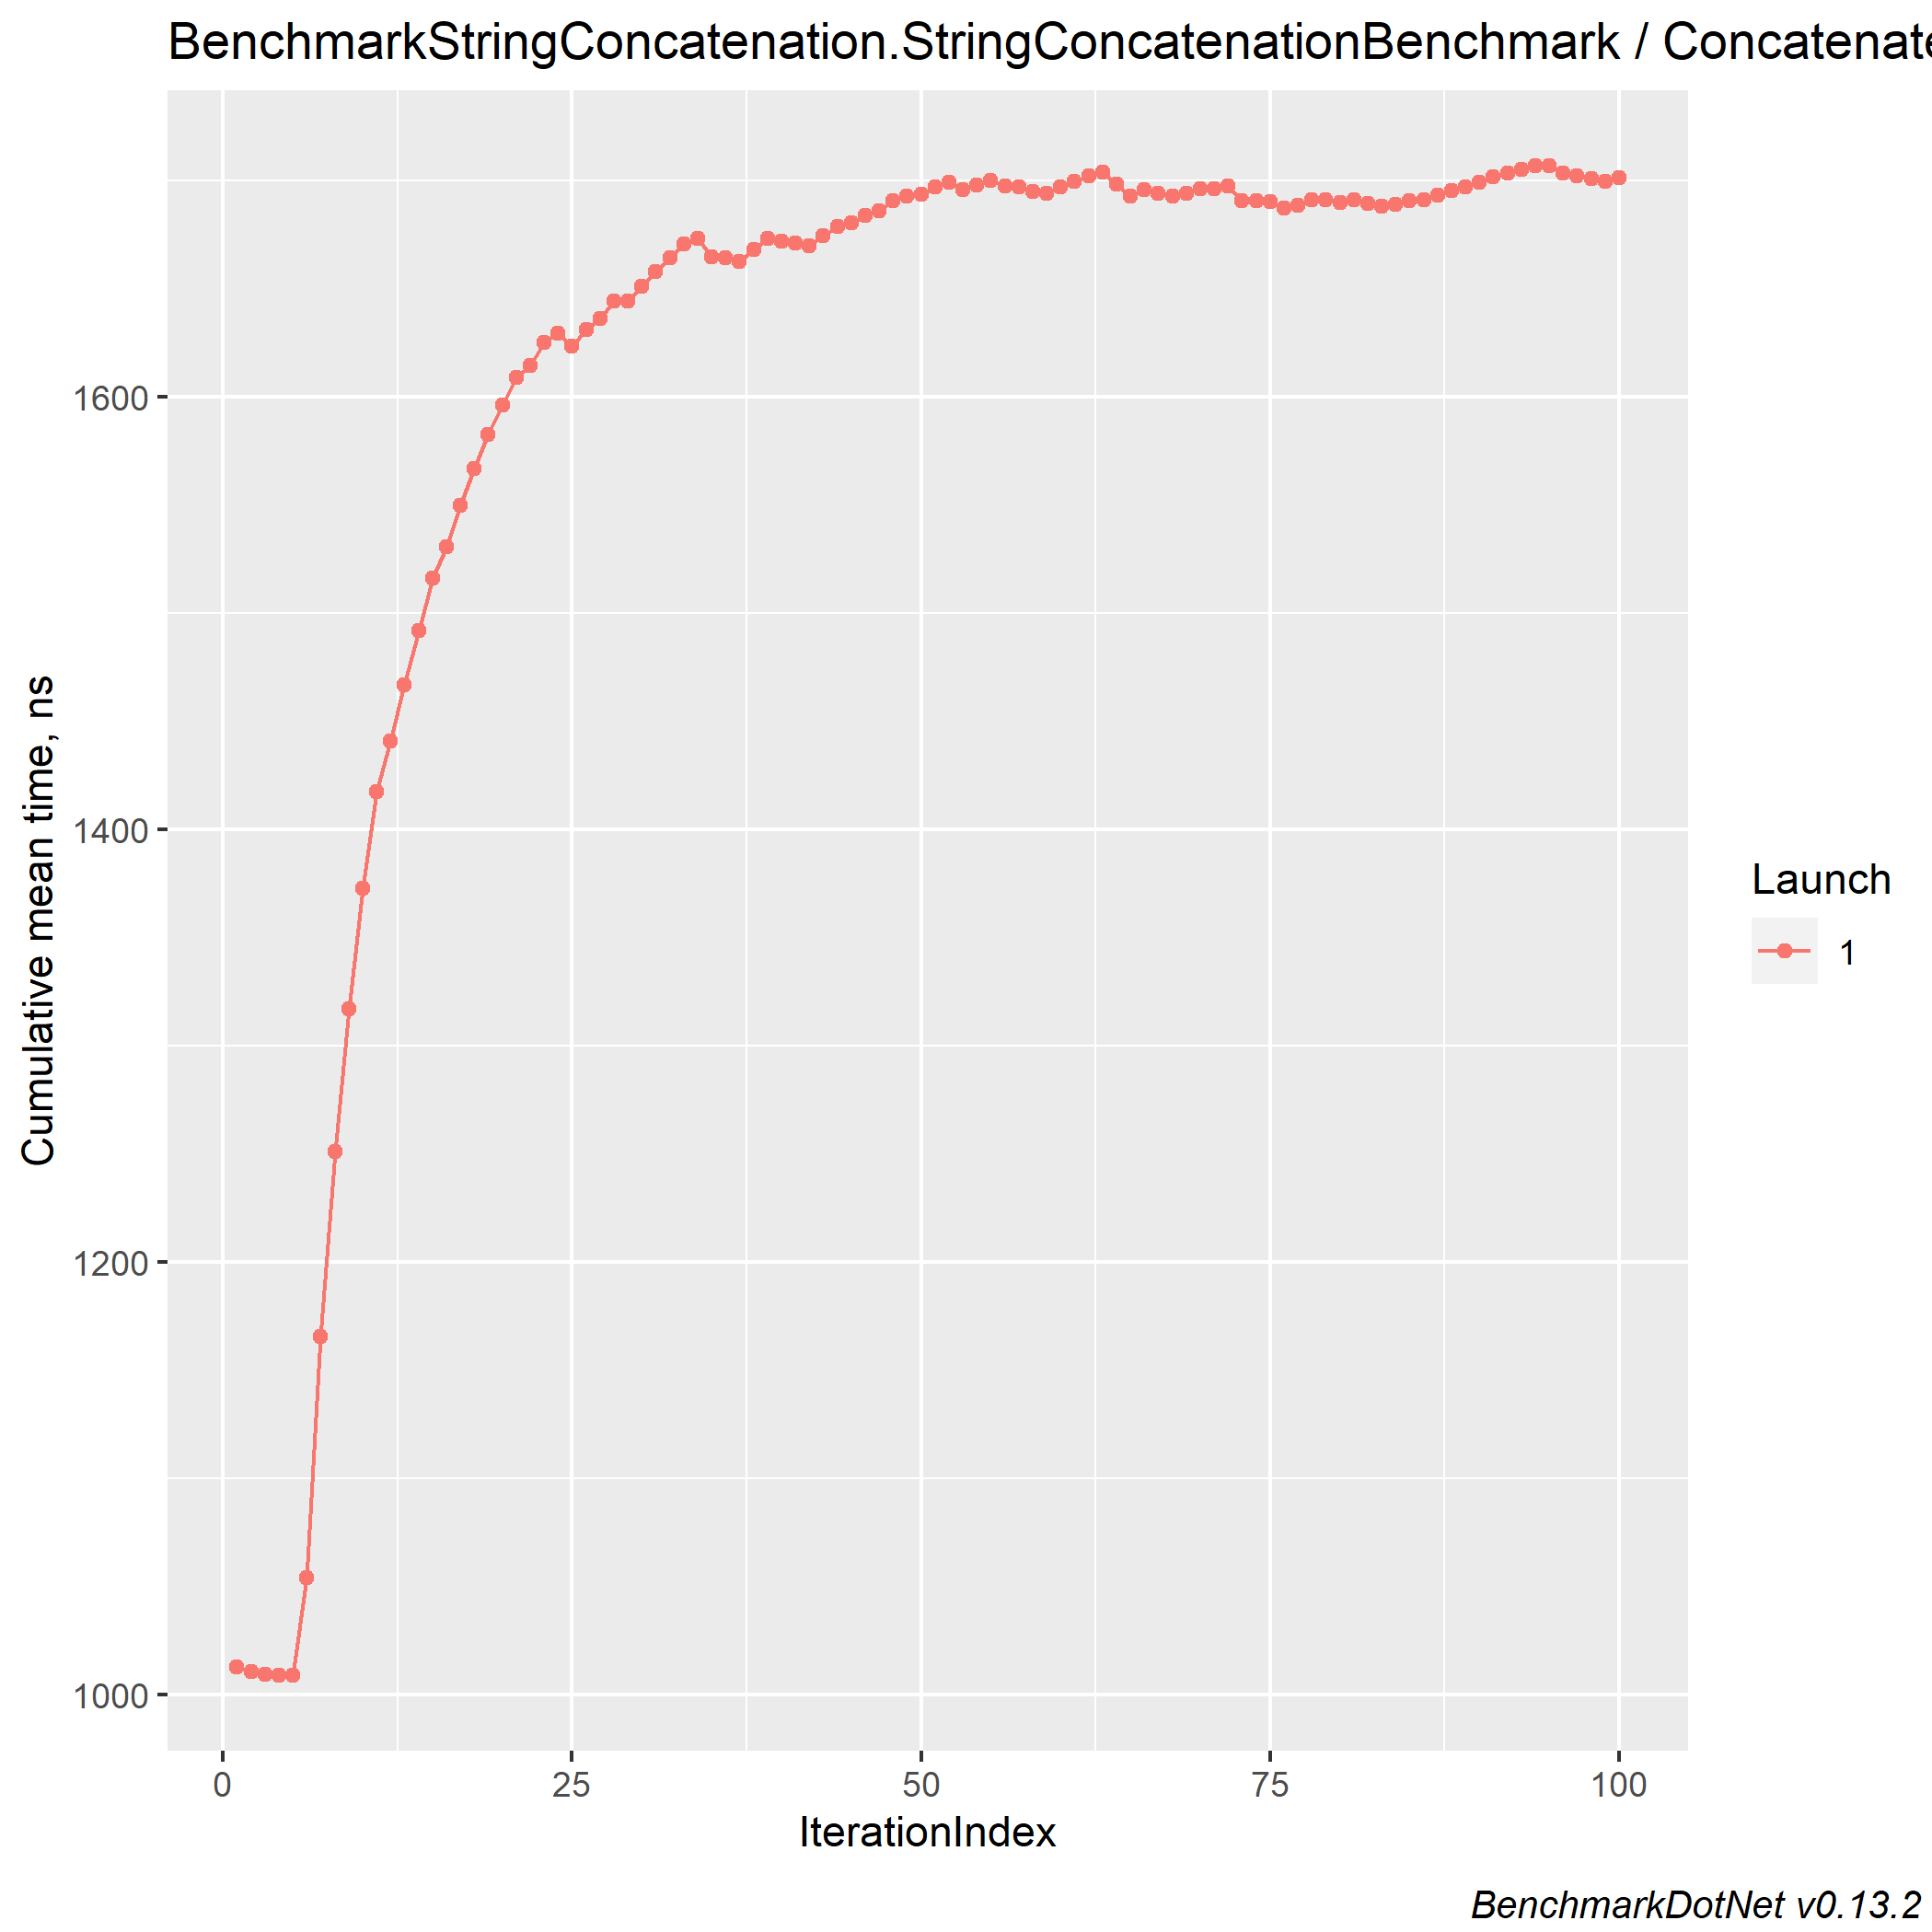 BenchmarkStringConcatenation.StringConcatenationBenchmark / Concatenate
Cumulative mean time, ns
1600
1400
1200
1000
0 25 50 75 100
IterationIndex
Launch
1
BenchmarkDotNet v0.13.2